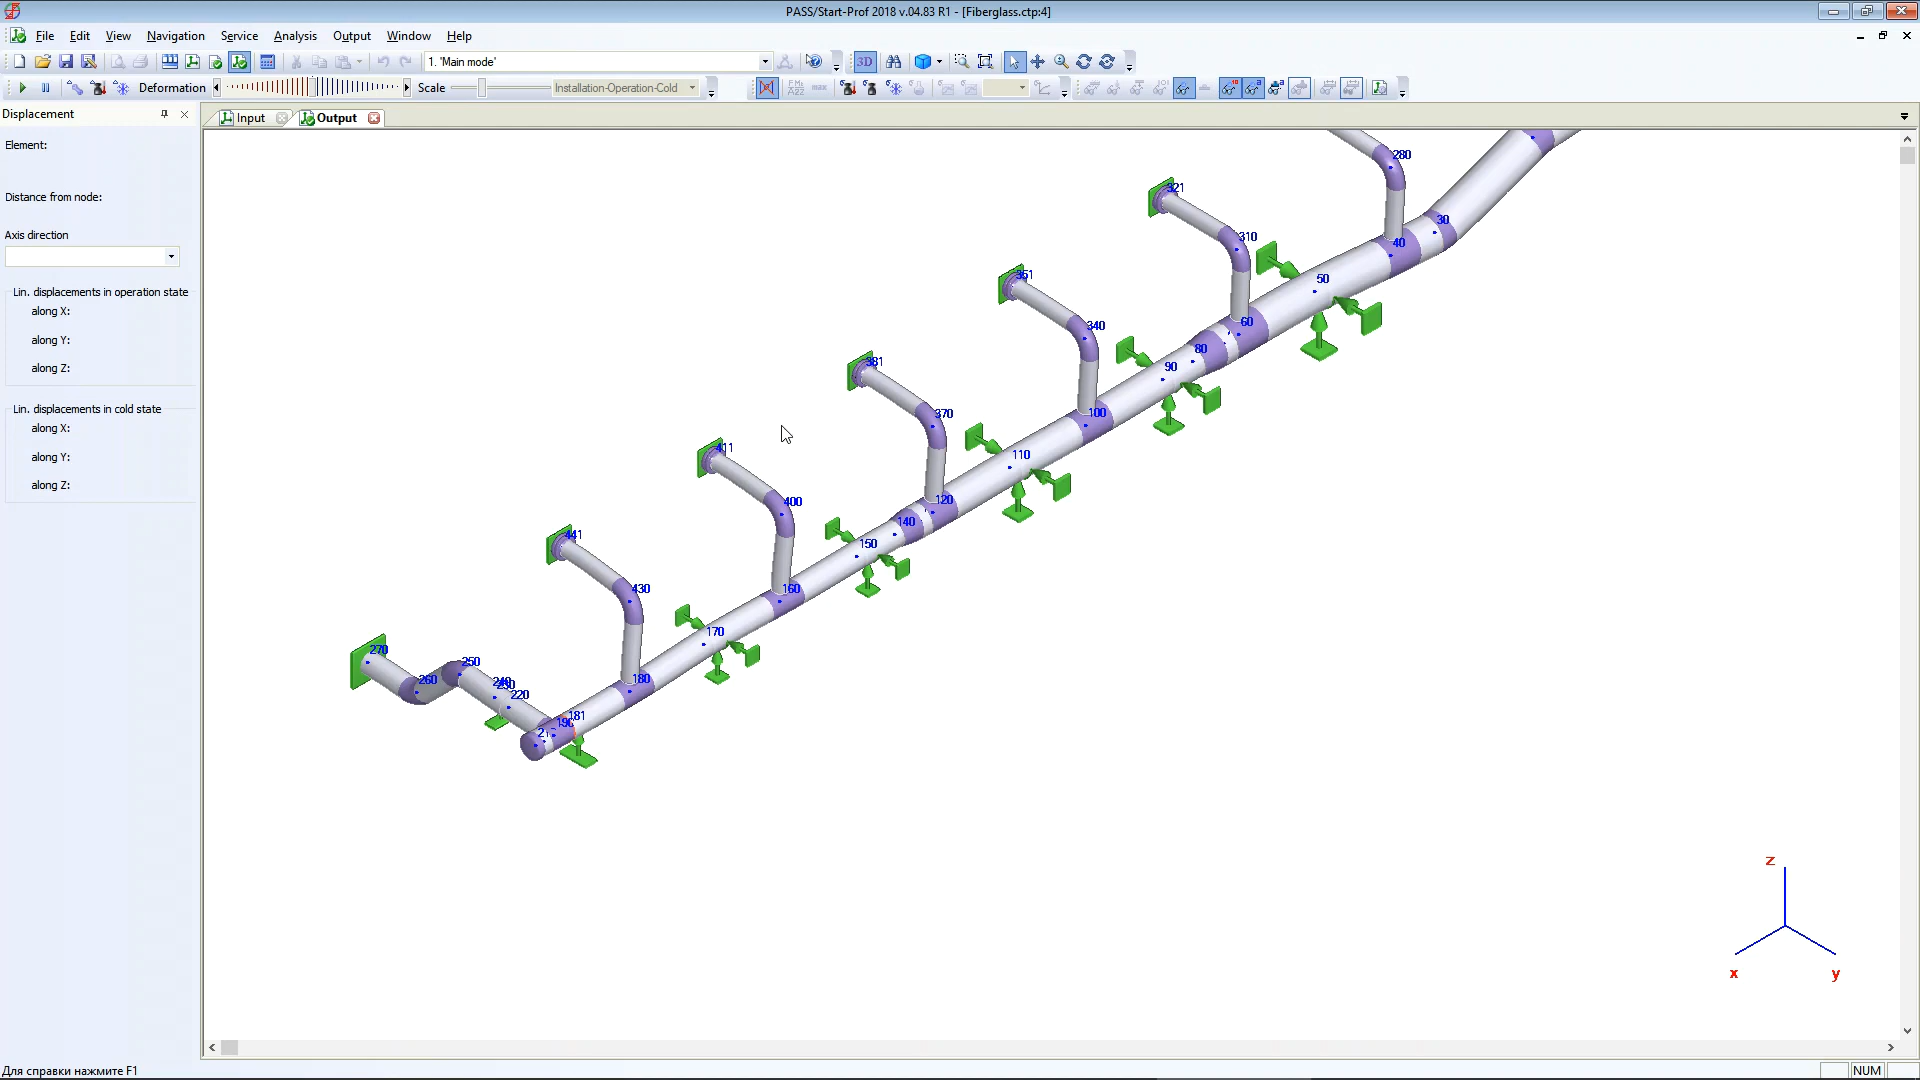 PASS/Start-Prof 2018 v.04.83 R1 - [Fiberglass.ctp:4]
File Edit View Navigation Service Analysis Output Window Help
1. 'Main mode'
3D
Deformation
Scale
Installation-Operation-Cold
max
Displacement
Input
Output
Element:
Distance from node:
Axis direction
Lin. displacements in operation state
along X:
along Y:
along Z:
Lin. displacements in cold state
along X:
along Y:
along Z:
280
321
30
310
40
351
50
340
60
80
381
90
370
100
411
110
400
120
140
441
150
430
160
170
270
250
260
180
220
181
z
x
y
Для справки нажмите F1
NUM